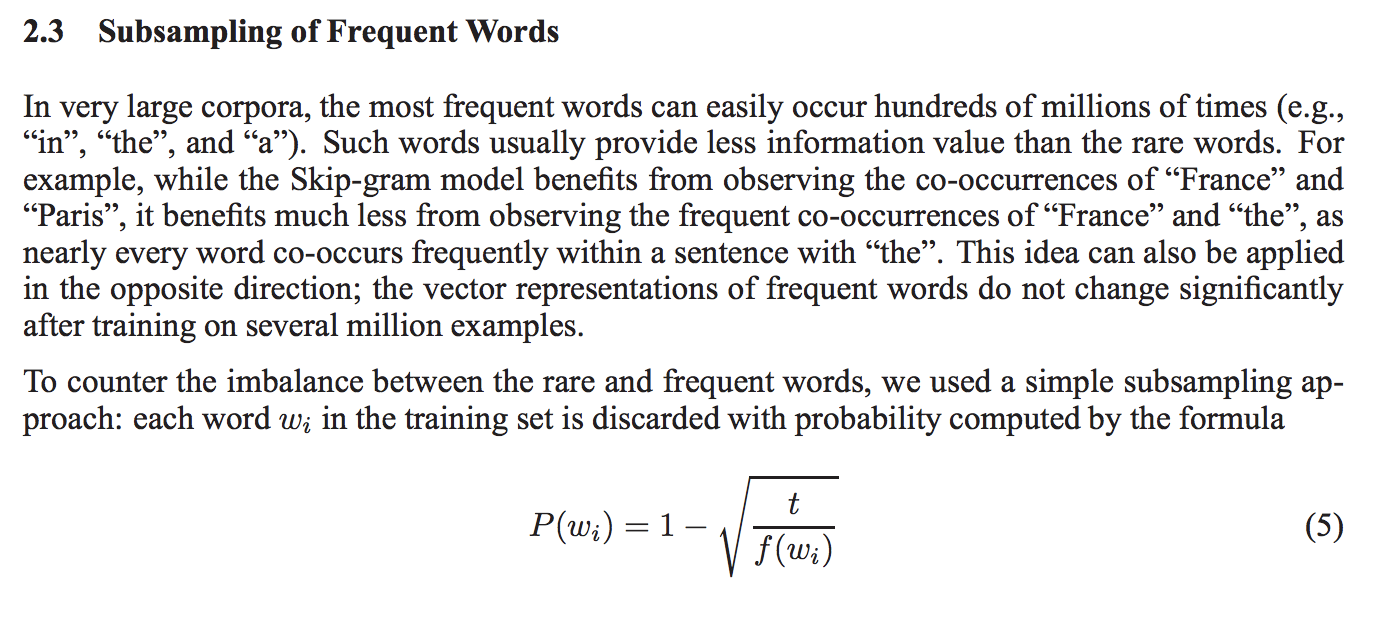 2.3 Subsampling of Frequent Words
In very large corpora, the most frequent words can easily occur hundreds of millions of times (e.g.,
“in”, “the”, and “a”). Such words usually provide less information value than the rare words. For
example, while the Skip-gram model benefits from observing the co-occurrences of “France” and
“Paris”, it benefits much less from observing the frequent co-occurrences of “France” and “the”, as
nearly every word co-occurs frequently within a sentence with “the”. This idea can also be applied
in the opposite direction; the vector representations of frequent words do not change significantly
after training on several million examples.
To counter the imbalance between the rare and frequent words, we used a simple subsampling ap-
proach: each word wᵢ in the training set is discarded with probability computed by the formula
P(wᵢ) = 1 − √(t / f(wᵢ)) (5)